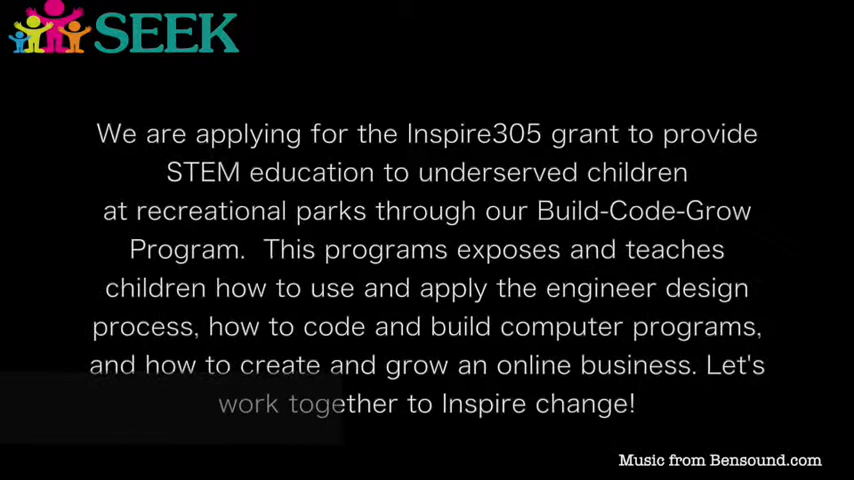 SEEK
We are applying for the Inspire305 grant to provide
STEM education to underserved children
at recreational parks through our Build-Code-Grow
Program.  This programs exposes and teaches
children how to use and apply the engineer design
process, how to code and build computer programs,
and how to create and grow an online business. Let's
work together to Inspire change!
Music from Bensound.com